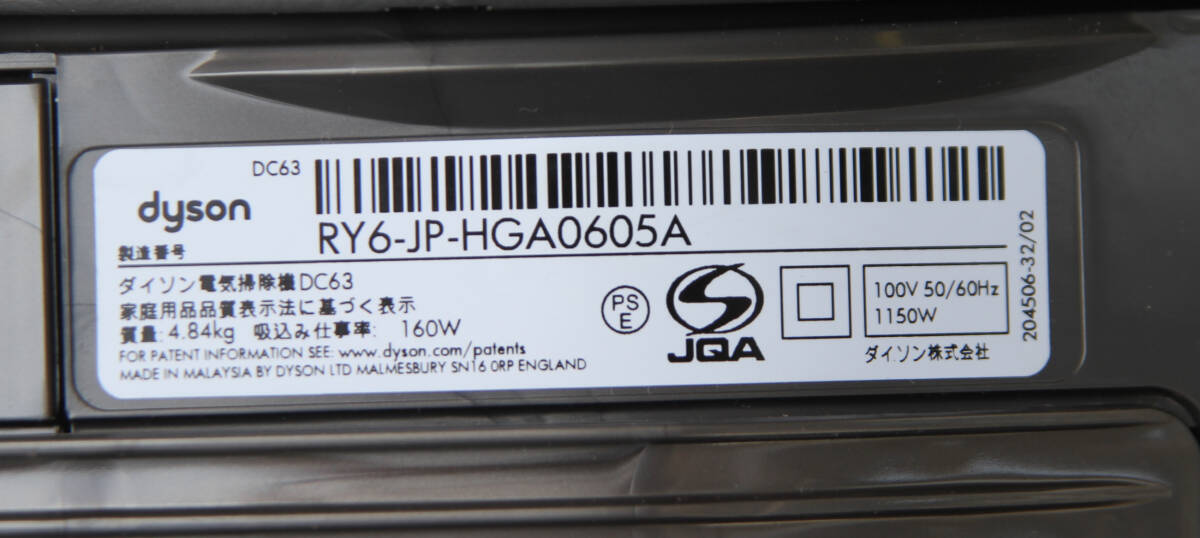 DC63
dyson
製造番号
RY6-JP-HGA0605A
ダイソン電気掃除機DC63
家庭用品品質表示法に基づく表示
質量: 4.84kg 吸込み仕事率: 160W
FOR PATENT INFORMATION SEE: www.dyson.com/patents
MADE IN MALAYSIA BY DYSON LTD MALMESBURY SN16 0RP ENGLAND
PS
E
JQA
100V 50/60Hz
1150W
ダイソン株式会社
204506-32/02